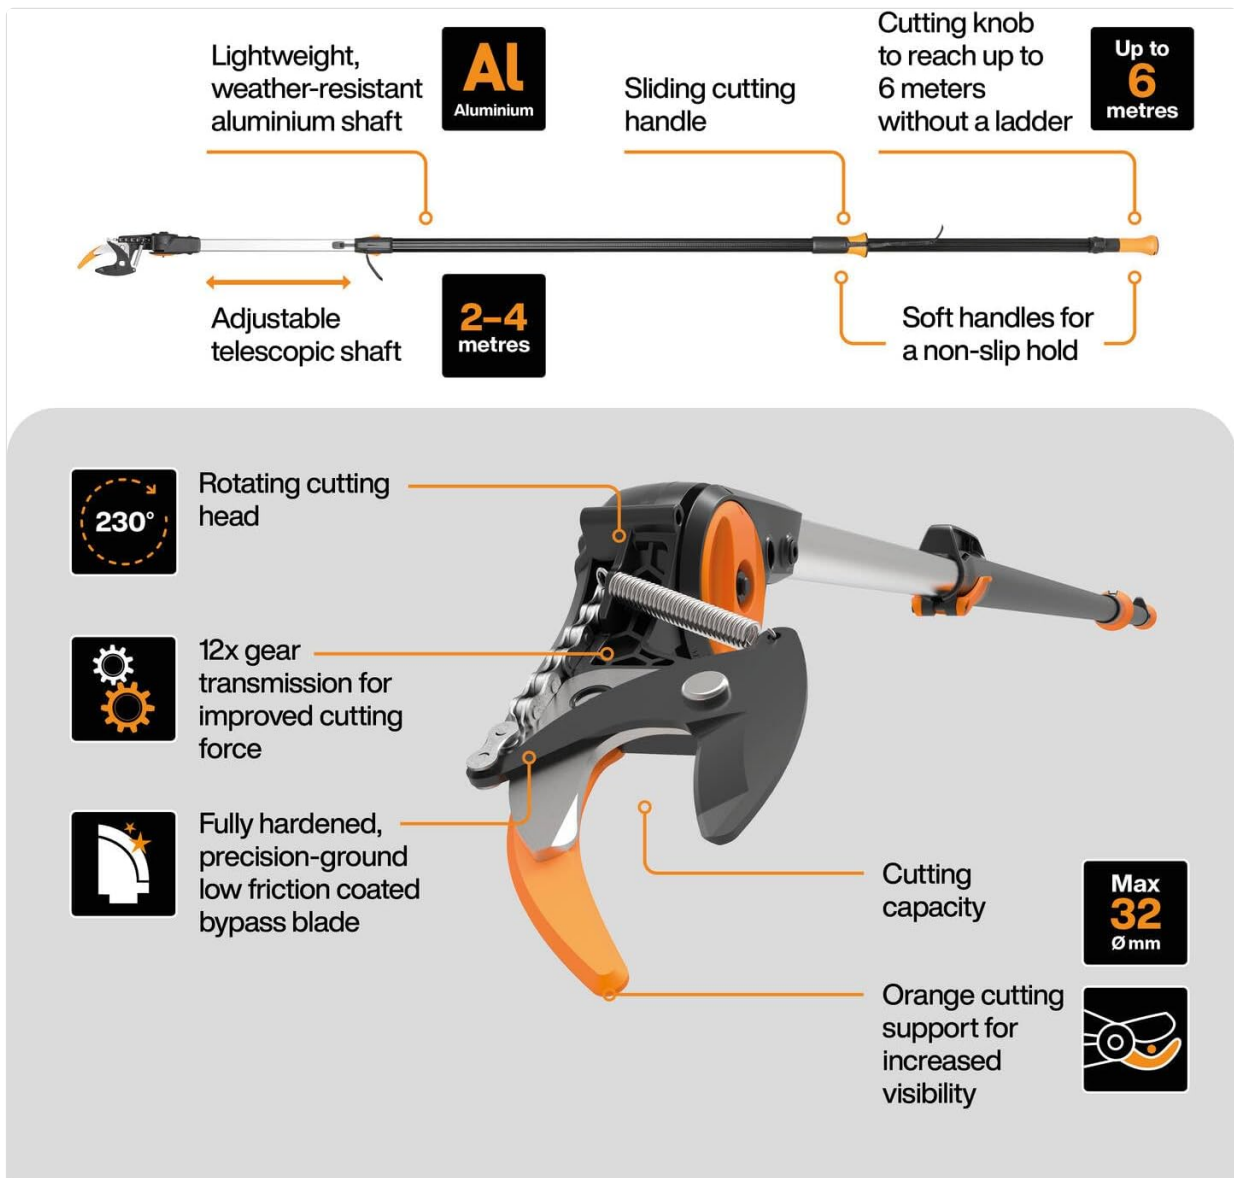 Lightweight,
weather-resistant
aluminium shaft
Al
Aluminium
Sliding cutting
handle
Cutting knob
to reach up to
6 meters
without a ladder
Up to
6
metres
Adjustable
telescopic shaft
2–4
metres
Soft handles for
a non-slip hold
230°
Rotating cutting
head
12x gear
transmission for
improved cutting
force
Fully hardened,
precision-ground
low friction coated
bypass blade
Cutting
capacity
Max
32
Ø mm
Orange cutting
support for
increased
visibility